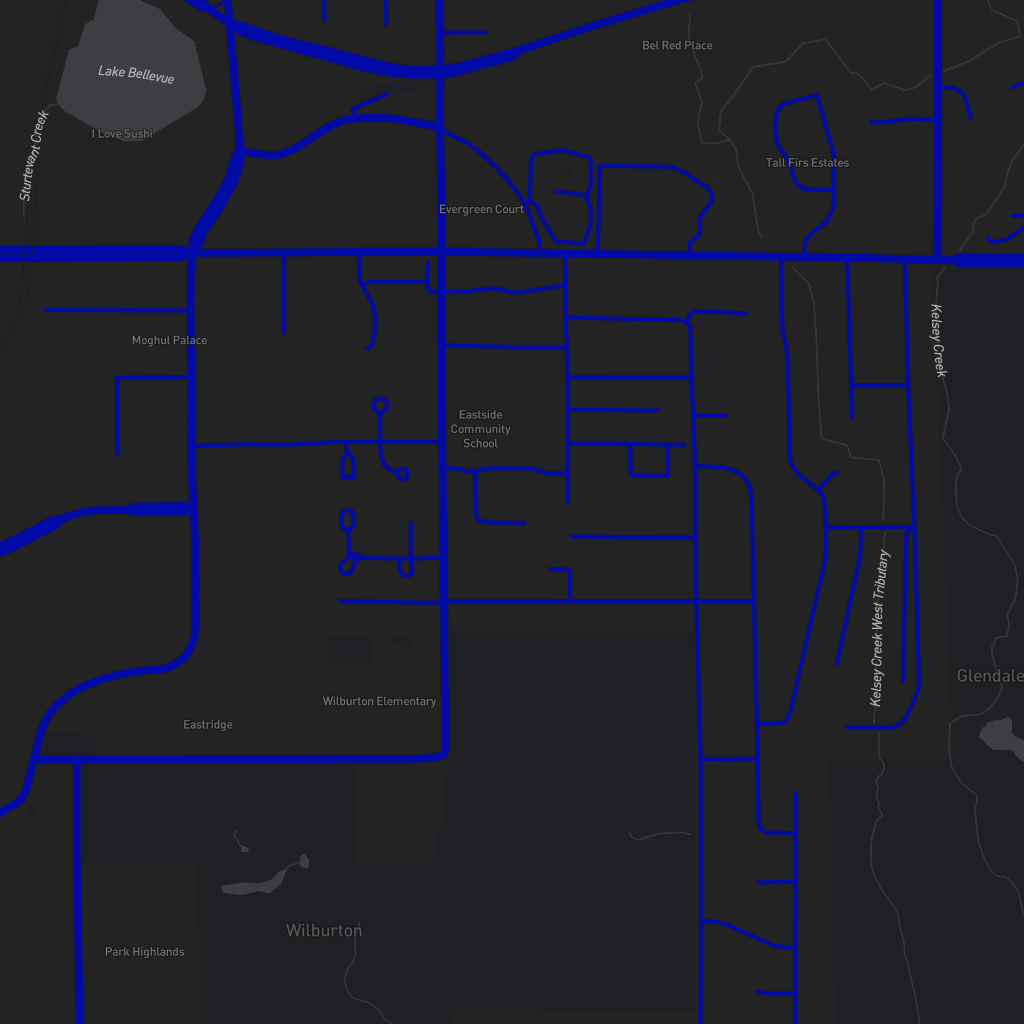 Bel Red Place
Lake Bellevue
I Love Sushi
Sturtevant Creek
Tall Firs Estates
Evergreen Court
Moghul Palace
Kelsey Creek
Eastside
Community
School
Kelsey Creek West Tributary
Glendale
Wilburton Elementary
Eastridge
Wilburton
Park Highlands